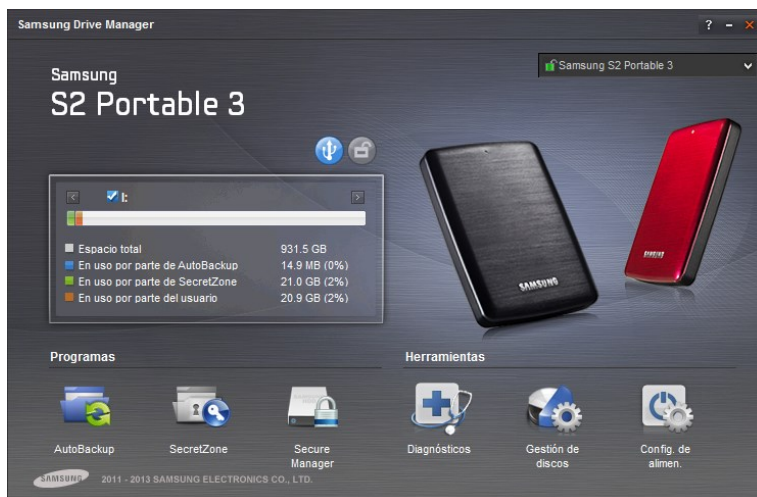 Samsung Drive Manager
? - ×
Samsung S2 Portable 3
Samsung
S2 Portable 3
I:
Espacio total 931.5 GB
En uso por parte de AutoBackup 14.9 MB (0%)
En uso por parte de SecretZone 21.0 GB (2%)
En uso por parte del usuario 20.9 GB (2%)
SAMSUNG
SAMSUNG
Programas
Herramientas
AutoBackup
SecretZone
Secure
Manager
Diagnósticos
Gestión de
discos
Config. de
alimen.
SAMSUNG 2011 - 2013 SAMSUNG ELECTRONICS CO., LTD.